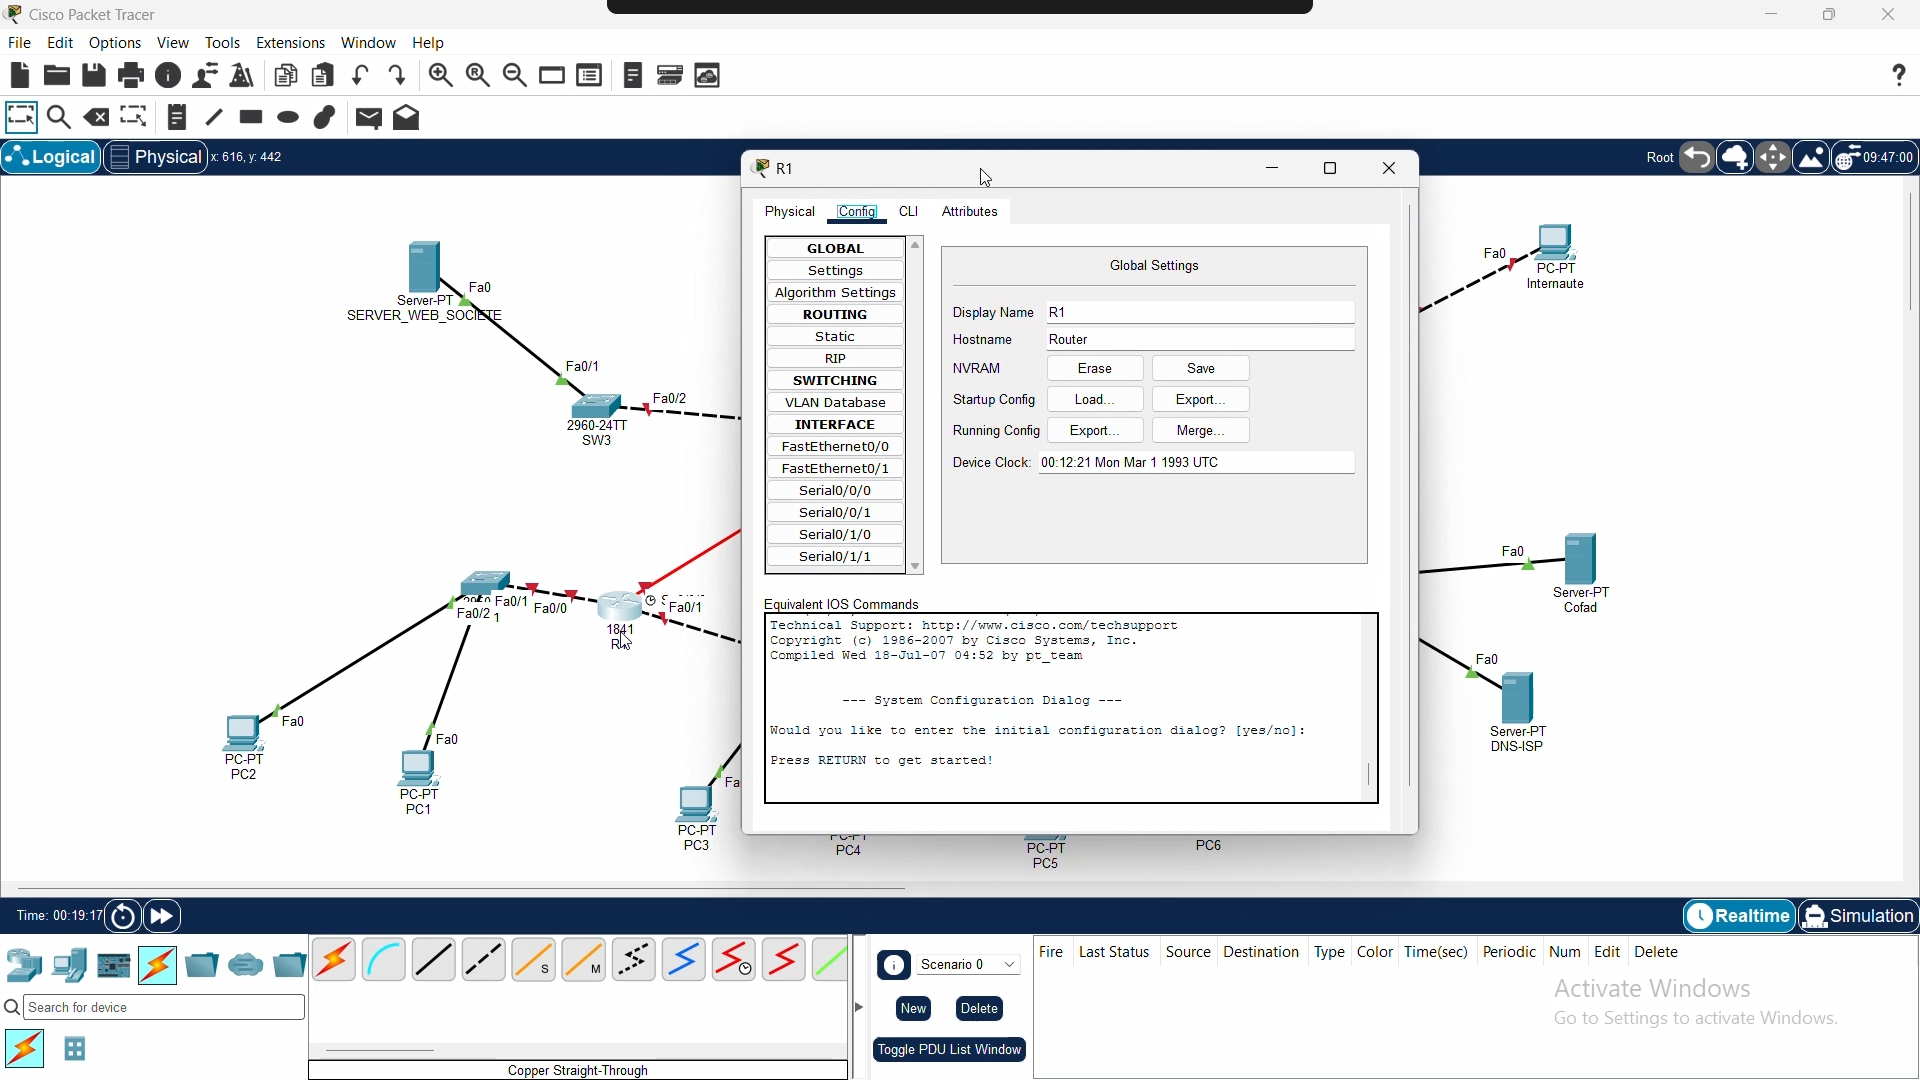 Cisco Packet Tracer
File Edit Options View Tools Extensions Window Help
Logical Physical x: 616, y: 442
Root 09:47:00
R1
Physical Config CLI Attributes
GLOBAL
Settings
Algorithm Settings
ROUTING
Static
RIP
SWITCHING
VLAN Database
INTERFACE
FastEthernet0/0
FastEthernet0/1
Serial0/0/0
Serial0/0/1
Serial0/1/0
Serial0/1/1
Global Settings
Display Name R1
Hostname Router
NVRAM Erase Save
Startup Config Load... Export...
Running Config Export... Merge...
Device Clock: 00:12:21 Mon Mar 1 1993 UTC
Equivalent IOS Commands
Technical Support: http://www.cisco.com/techsupport
Copyright (c) 1986-2007 by Cisco Systems, Inc.
Compiled Wed 18-Jul-07 04:52 by pt_team
--- System Configuration Dialog ---
Would you like to enter the initial configuration dialog? [yes/no]:
Press RETURN to get started!
Fa0
Server-PT
SERVER_WEB_SOCIETE
Fa0/1
Fa0/2
2960-24TT
SW3
Fa0/1
Fa0/2
1
Fa0/0
Fa0/1
1841
Fa0
PC-PT
PC2
Fa0
PC-PT
PC1
Fa
PC-PT
PC3
PC-PT
PC4
PC-PT
PC5
PC6
Fa0
PC-PT
Internaute
Fa0
Server-PT
Cofad
Fa0
Server-PT
DNS-ISP
Time: 00:19:17
Realtime Simulation
S
M
Search for device
Copper Straight-Through
Scenario 0
New Delete
Toggle PDU List Window
Fire Last Status Source Destination Type Color Time(sec) Periodic Num Edit Delete
Activate Windows
Go to Settings to activate Windows.